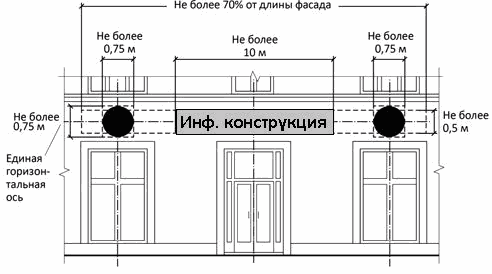 Не более 70% от длины фасада
Не более
0,75 м
Не более
10 м
Не более
0,75 м
Не более
0,75 м
Инф. конструкция
Не более
0,5 м
Единая
горизон-
тальная
ось